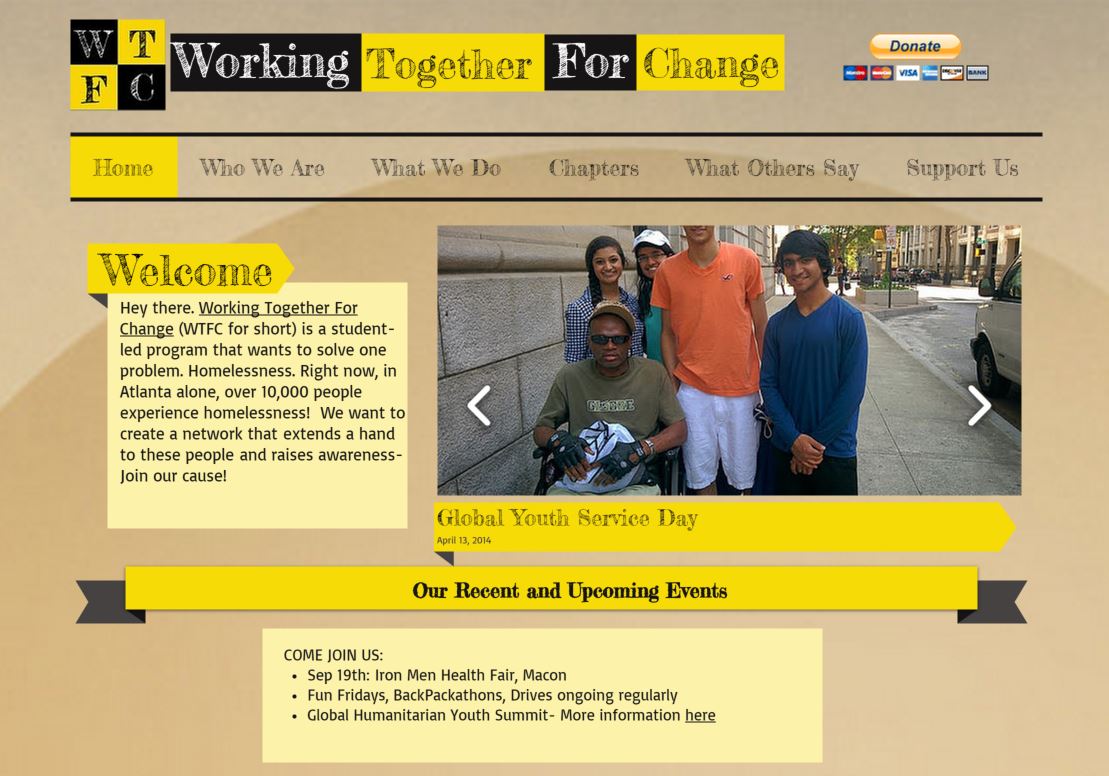 W T
F C
Working Together For Change
Donate
VISA
BANK
Home Who We Are What We Do Chapters What Others Say Support Us
Welcome
Hey there. Working Together For
Change (WTFC for short) is a student-
led program that wants to solve one
problem. Homelessness. Right now, in
Atlanta alone, over 10,000 people
experience homelessness!  We want to
create a network that extends a hand
to these people and raises awareness-
Join our cause!
Global Youth Service Day
April 13, 2014
Our Recent and Upcoming Events
COME JOIN US:
• Sep 19th: Iron Men Health Fair, Macon
• Fun Fridays, BackPackathons, Drives ongoing regularly
• Global Humanitarian Youth Summit- More information here